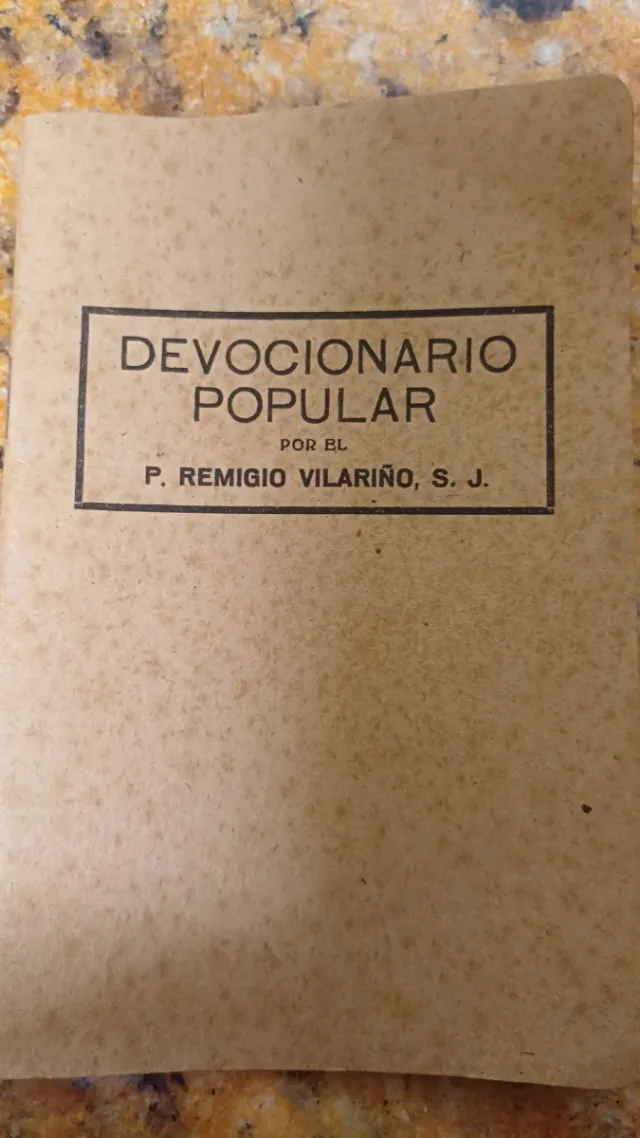 DEVOCIONARIO
POPULAR
POR EL
P. REMIGIO VILARIÑO, S. J.